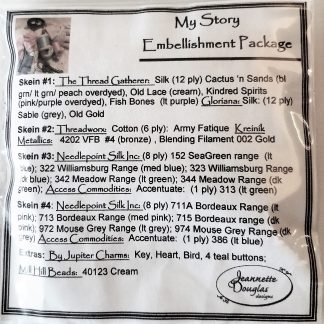 My Story
Embellishment Package
Skein #1: The Thread Gatherer Silk (12 ply) Cactus 'n Sands (bl
grn/ lt grn/ peach overdyed), Old Lace (cream), Kindred Spirits
(pink/purple overdyed), Fish Bones (lt purple) Gloriana: Silk: (12 ply)
Sable (grey), Old Gold
Skein #2: Threadworx: Cotton (6 ply): Army Fatique Kreinik
Metallics: 4202 VFB #4 (bronze) , Blending Filament 002 Gold
Skein #3: Needlepoint Silk Inc: (8 ply) 152 SeaGreen range (lt
322 Williamsburg Range (med blue); 323 Williamsburg Range
blue); 342 Meadow Range (lt green); 344 Meadow Range (dk
green); Access Commodities: Accentuate: (1 ply) 313 (lt green)
Skein #4: Needlepoint Silk Inc: (8 ply) 711A Bordeaux Range (lt
pink); 713 Bordeaux Range (med pink); 715 Bordeaux range (dk
pink); 972 Mouse Grey Range (lt grey); 974 Mouse Grey Range (dk
grey) Access Commodities: Accentuate: (1 ply) 386 (lt blue)
Extras: By Jupiter Charms: Key, Heart, Bird, 4 teal buttons;
Mill Hill Beads: 40123 Cream
Jeannette
Douglas
designs